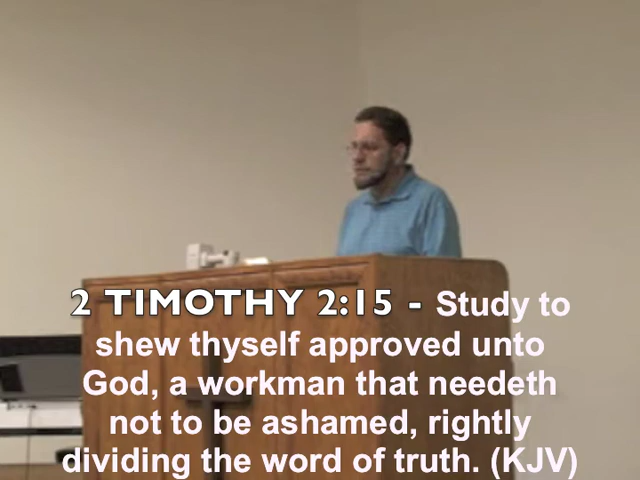 2 TIMOTHY 2:15 - Study to
shew thyself approved unto
God, a workman that needeth
not to be ashamed, rightly
dividing the word of truth. (KJV)